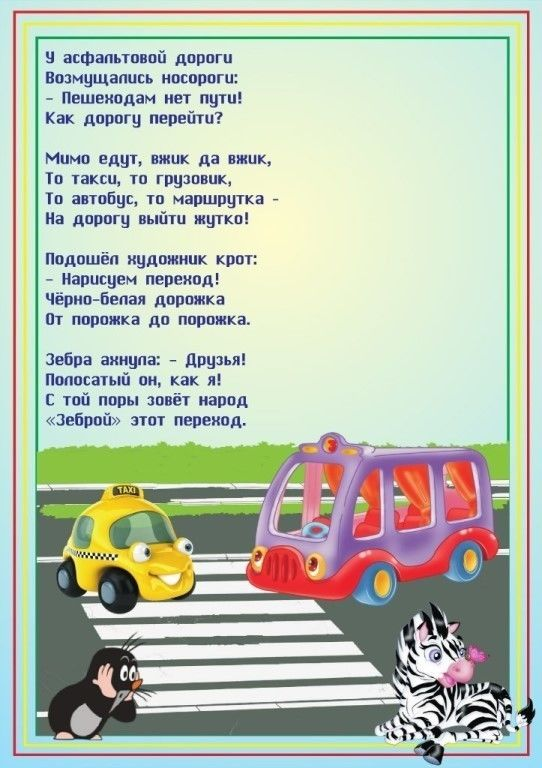 У асфальтовой дороги
Возмущались носороги:
- Пешеходам нет пути!
Как дорогу перейти?
Мимо едут, вжик да вжик,
То такси, то грузовик,
То автобус, то маршрутка -
На дорогу выйти жутко!
Подошёл художник крот:
- Нарисуем переход!
Чёрно-белая дорожка
От порожка до порожка.
Зебра ахнула: - Друзья!
Полосатый он, как я!
С той поры зовёт народ
«Зеброй» этот переход.
TAXI